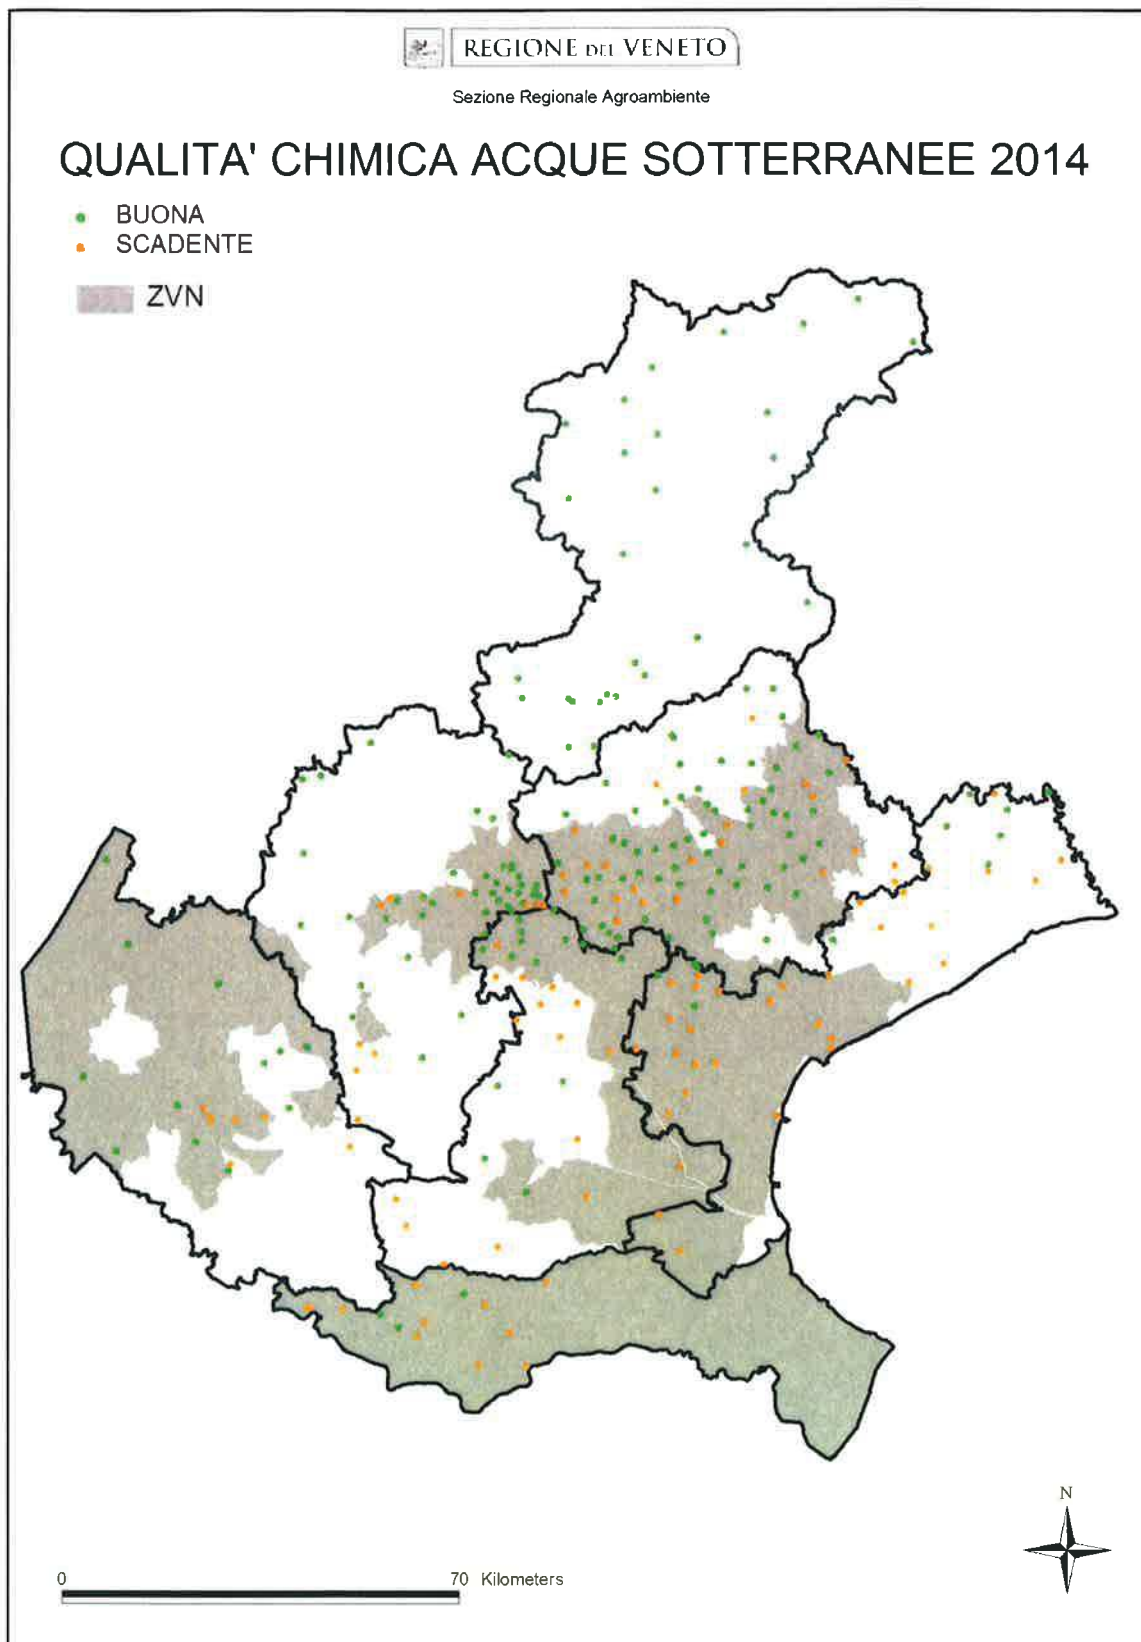 REGIONE DEL VENETO
Sezione Regionale Agroambiente
QUALITA' CHIMICA ACQUE SOTTERRANEE 2014
BUONA
SCADENTE
ZVN
N
0 70 Kilometers